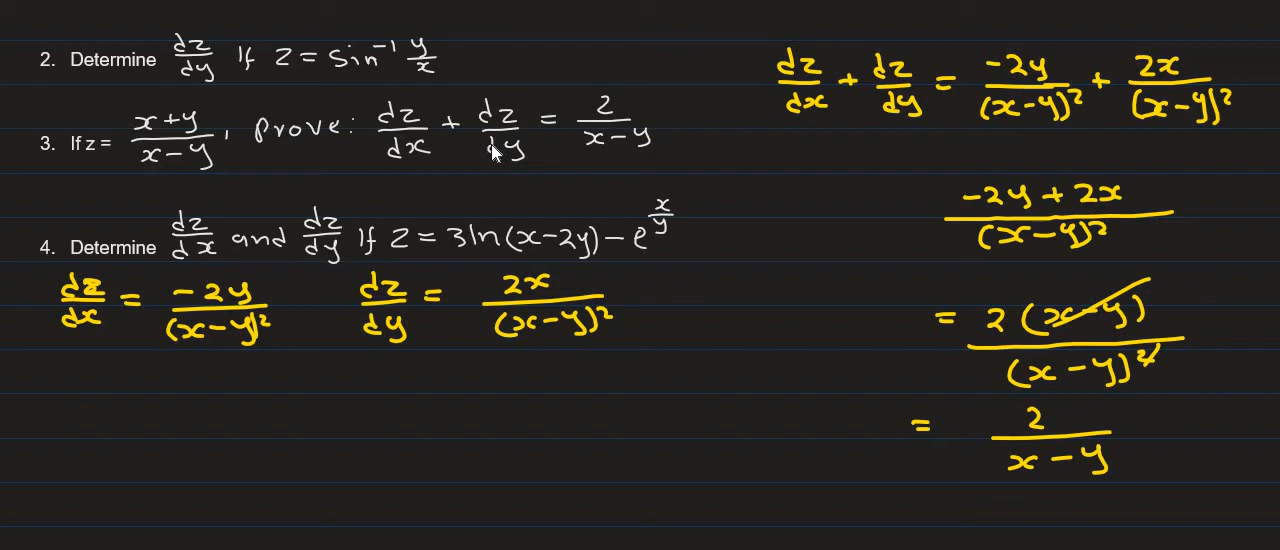 2. Determine dz/dy If z = sin⁻¹ y/x
3. If z = (x+y)/(x−y), prove: dz/dx + dz/dy = 2/(x−y)
4. Determine dz/dx and dz/dy If z = 3ln(x−2y) − e^(x/y)
dz/dx = −2y/(x−y)² dz/dy = 2x/(x−y)²
dz/dx + dz/dy = −2y/(x−y)² + 2x/(x−y)²
(−2y + 2x)/(x−y)²
= 2(x−y)/(x−y)²
= 2/(x−y)